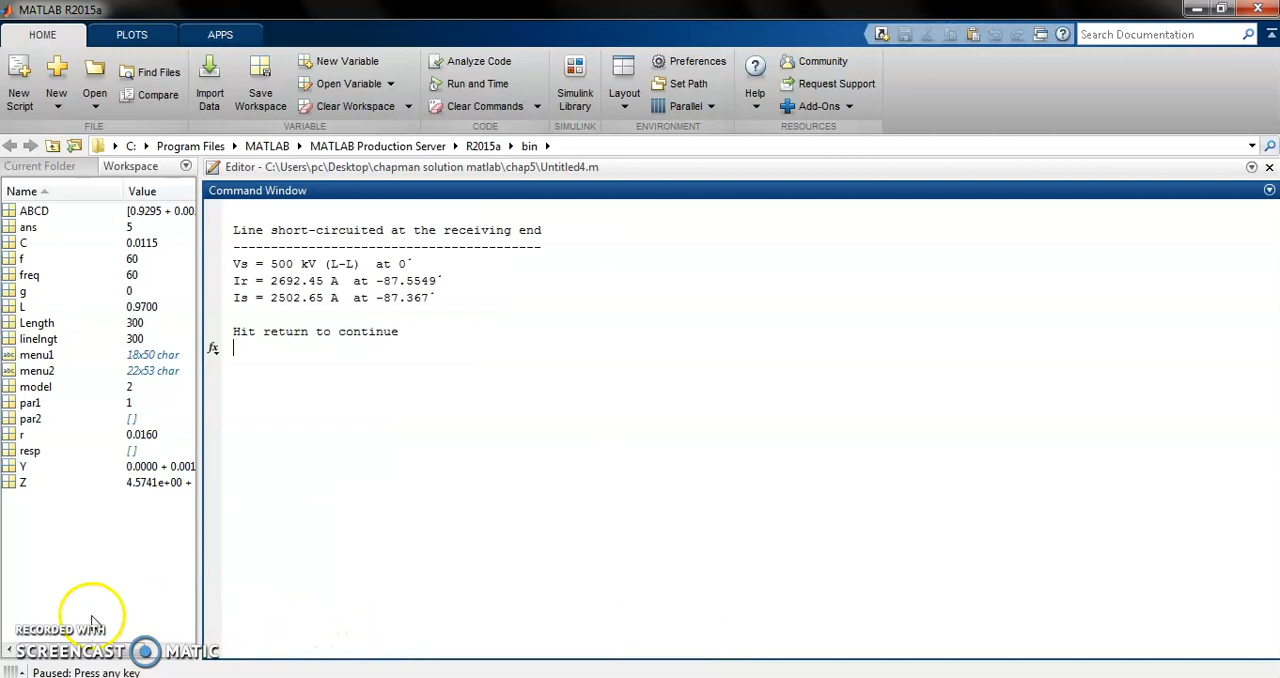 MATLAB R2015a
HOME PLOTS APPS
Search Documentation
New Script
New
Open
Find Files
Compare
Import Data
Save Workspace
New Variable
Open Variable
Clear Workspace
Analyze Code
Run and Time
Clear Commands
Simulink Library
Layout
Preferences
Set Path
Parallel
Help
Community
Request Support
Add-Ons
FILE VARIABLE CODE SIMULINK ENVIRONMENT RESOURCES
C: Program Files MATLAB MATLAB Production Server R2015a bin
Current Folder Workspace
Editor - C:\Users\pc\Desktop\chapman solution matlab\chap5\Untitled4.m
Name Value
Command Window
ABCD [0.9295 + 0.00
ans 5
C 0.0115
f 60
freq 60
g 0
L 0.9700
Length 300
linelngt 300
menu1 18x50 char
menu2 22x53 char
model 2
par1 1
par2 []
r 0.0160
resp []
Y 0.0000 + 0.001
Z 4.5741e+00 +
Line short-circuited at the receiving end
-----------------------------------------
Vs = 500 kV (L-L)  at 0´
Ir = 2692.45 A  at -87.5549´
Is = 2502.65 A  at -87.367´
Hit return to continue
fx
RECORDED WITH
SCREENCAST MATIC
Paused: Press any key